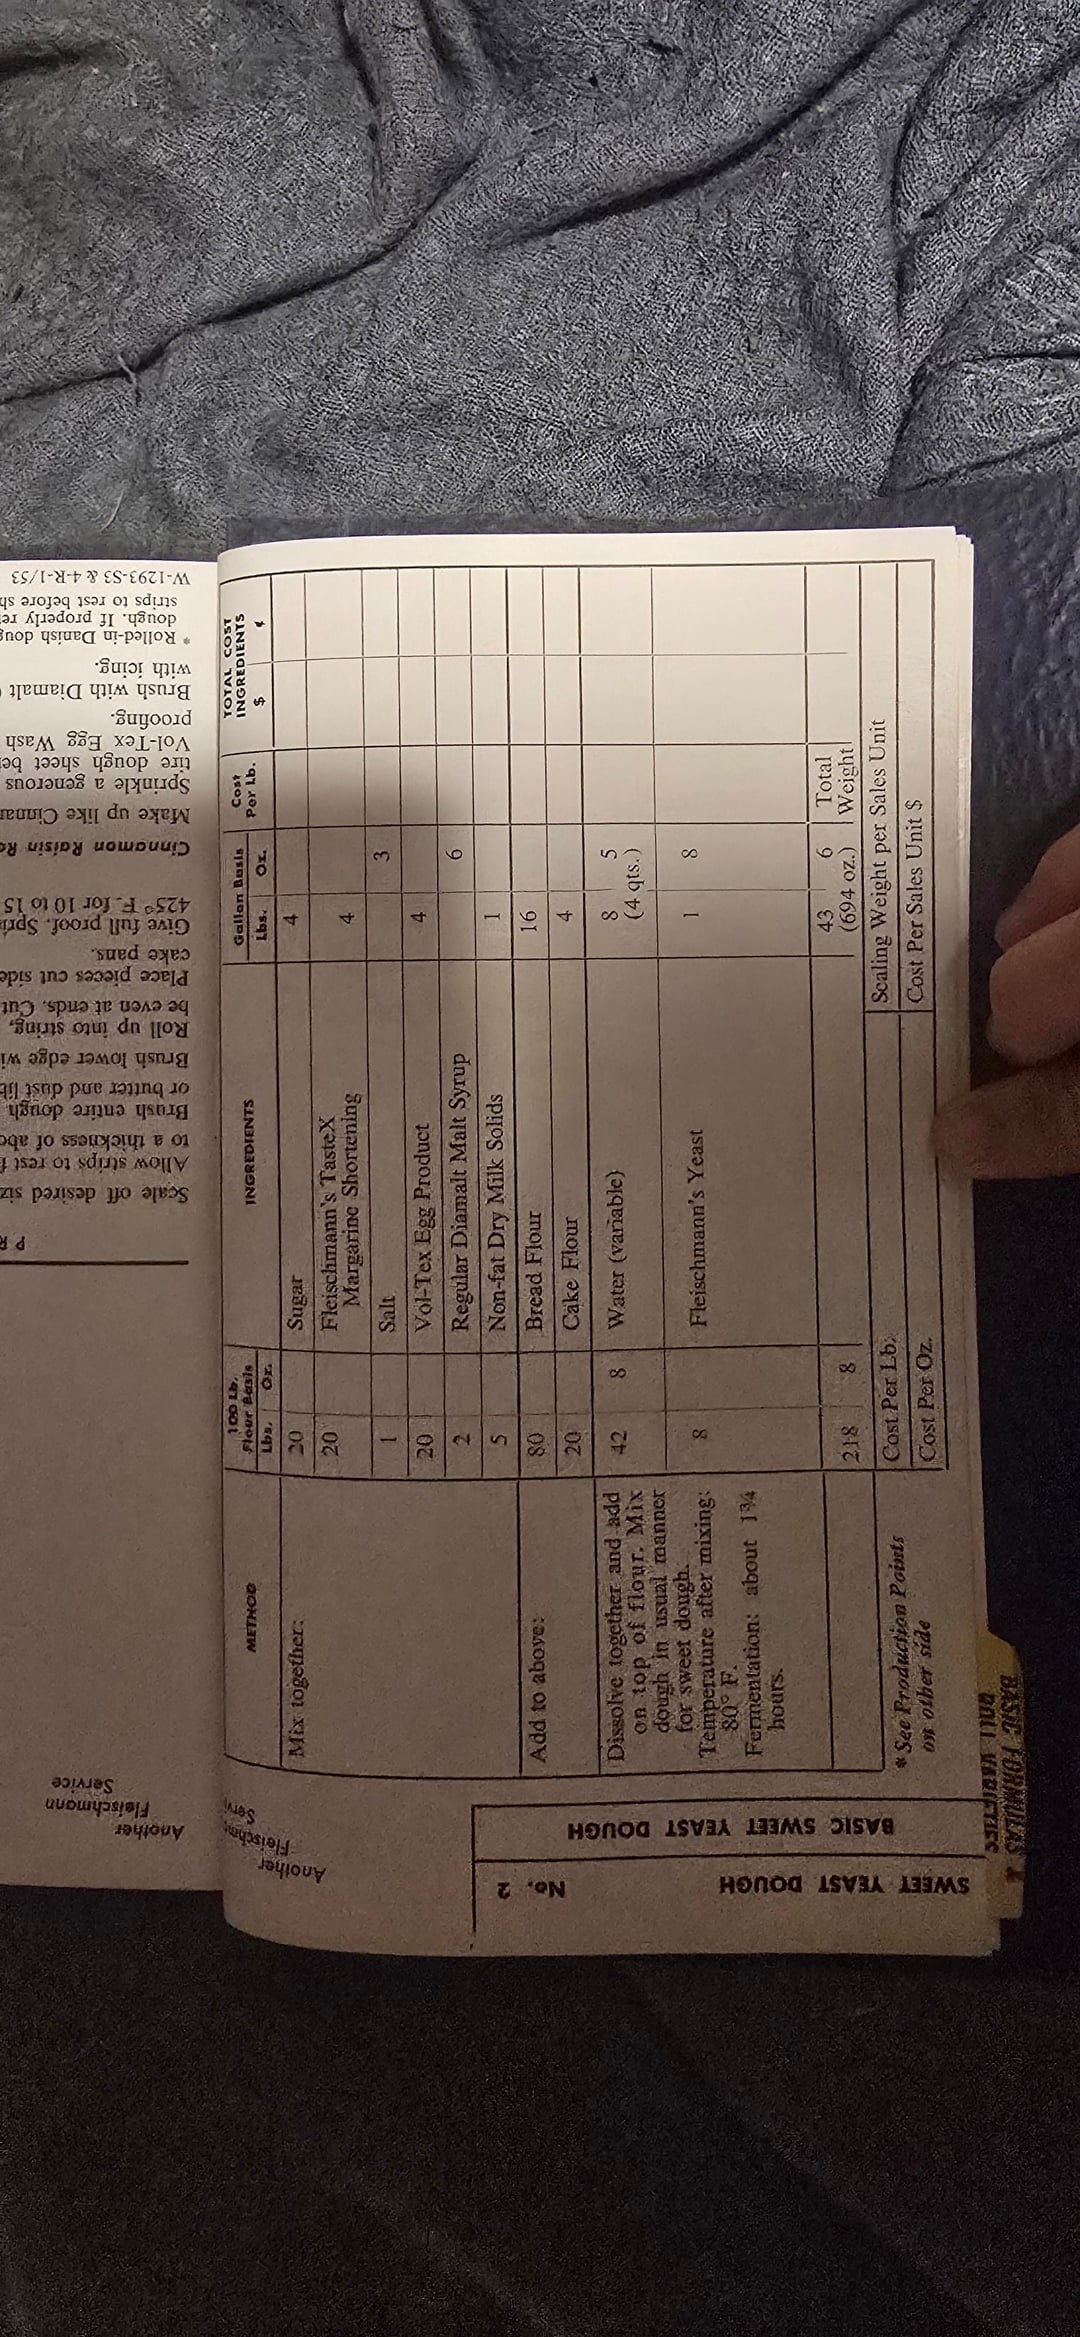 Another
Fleischmann
Service
P
Scale off desired
Allow strips to rest
to a thickness of
Brush entire dough
or butter and dust
Brush lower edge
Roll up into string,
be even at ends. Cut
Place pieces cut side
cake pans.
Give full proof.
425° F. for 10 to 15
Cinnamon Raisin
Make up like
Sprinkle a generous
tire dough sheet
Vol-Tex Egg Wash
proofing.
Brush with Diamalt
with icing.
* Rolled-in Danish
dough. If properly
strips to rest before
W-1293-S3 & 4-R-1/53
Another
SWEET YEAST DOUGH No. 2
BASIC SWEET YEAST DOUGH
METHOD 100 Lb. Flour Basis INGREDIENTS Gallon Basis Cost Per Lb. TOTAL COST INGREDIENTS
Lbs. Oz. Lbs. Oz. $ ¢
Mix together: 20 Sugar 4
20 Fleischmann's TasteX
Margarine Shortening 4
1 Salt 3
20 Vol-Tex Egg Product 4
2 Regular Diamalt Malt Syrup 6
5 Non-fat Dry Milk Solids 1
Add to above: 80 Bread Flour 16
20 Cake Flour 4
Dissolve together and add 42 8 Water (variable) 8 5
on top of flour. Mix (4 qts.)
dough in usual manner
for sweet dough.
Temperature after mixing: 8 Fleischmann's Yeast 1 8
80° F.
Fermentation: about 1¾
hours.
218 8 43 6 Total
(694 oz.) Weight
Cost Per Lb. Scaling Weight per Sales Unit
Cost Per Oz. Cost Per Sales Unit $
* See Production Points
on other side
BASIC FORMULAS &
ROLL VARIETIES